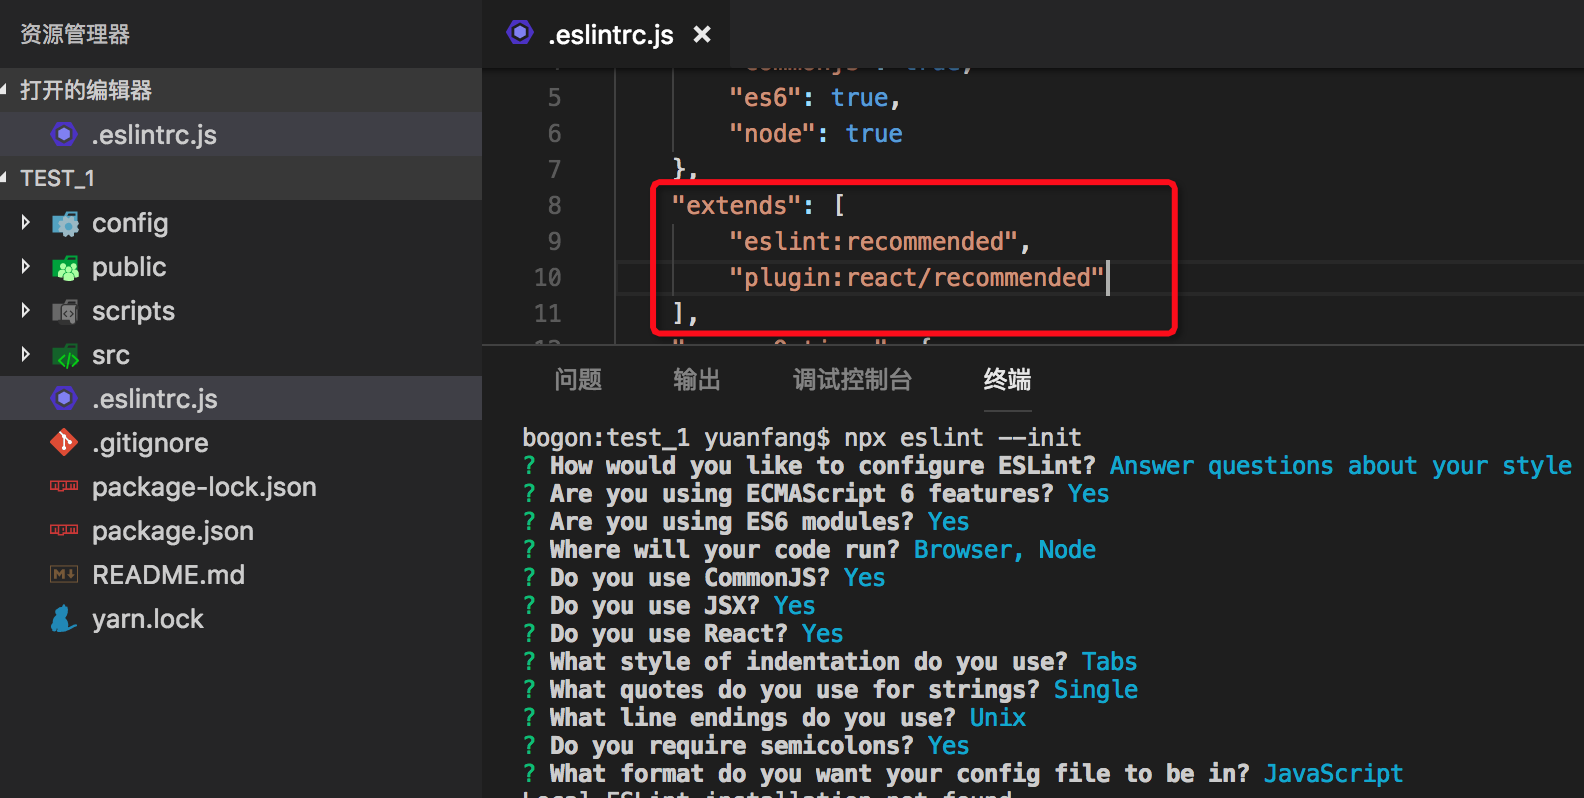 资源管理器
打开的编辑器
.eslintrc.js
TEST_1
config
public
scripts
src
.eslintrc.js
.gitignore
package-lock.json
package.json
README.md
yarn.lock
.eslintrc.js
5 "es6": true,
6 "node": true
7 },
8 "extends": [
9 "eslint:recommended",
10 "plugin:react/recommended"
11 ],
问题 输出 调试控制台 终端
bogon:test_1 yuanfang$ npx eslint --init
? How would you like to configure ESLint? Answer questions about your style
? Are you using ECMAScript 6 features? Yes
? Are you using ES6 modules? Yes
? Where will your code run? Browser, Node
? Do you use CommonJS? Yes
? Do you use JSX? Yes
? Do you use React? Yes
? What style of indentation do you use? Tabs
? What quotes do you use for strings? Single
? What line endings do you use? Unix
? Do you require semicolons? Yes
? What format do you want your config file to be in? JavaScript
Local ESLint installation not found